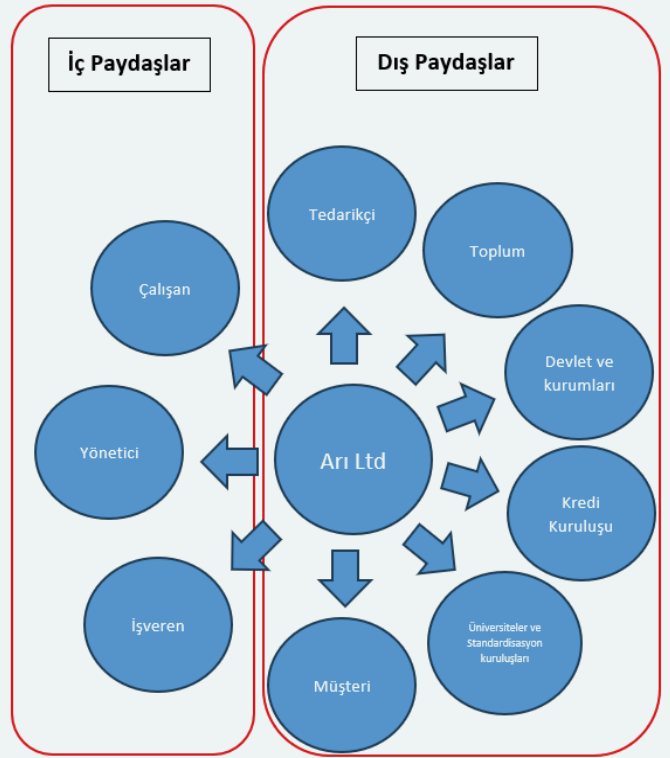 İç Paydaşlar
Dış Paydaşlar
Tedarikçi
Toplum
Çalışan
Devlet ve
kurumları
Yönetici
Arı Ltd
Kredi
Kuruluşu
İşveren
Üniversiteler ve
Standardisasyon
kuruluşları
Müşteri